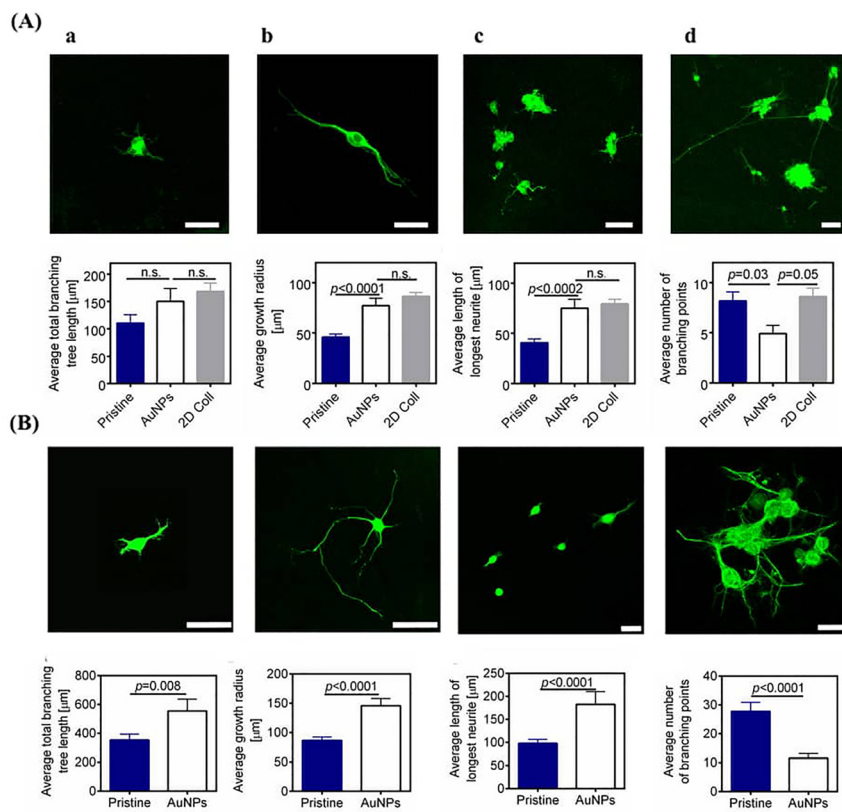 (A)
a b c d
Average total branching
tree length [μm]
200
150
100
50
0
n.s. n.s.
Pristine AuNPs 2D Coll
Average growth radius
[μm]
100
50
0
p<0.0001 n.s.
Pristine AuNPs 2D Coll
Average length of
longest neurite [μm]
100
50
0
p<0.0002 n.s.
Pristine AuNPs 2D Coll
Average number of
branching points
10
5
0
p=0.03 p=0.05
Pristine AuNPs 2D Coll
(B)
Average total branching
tree length [μm]
800
600
400
200
0
p=0.008
Pristine AuNPs
Average growth radius
[μm]
200
150
100
50
0
p<0.0001
Pristine AuNPs
Average length of
longest neurite [μm]
250
200
150
100
50
0
p<0.0001
Pristine AuNPs
Average number
of branching points
40
30
20
10
0
p<0.0001
Pristine AuNPs